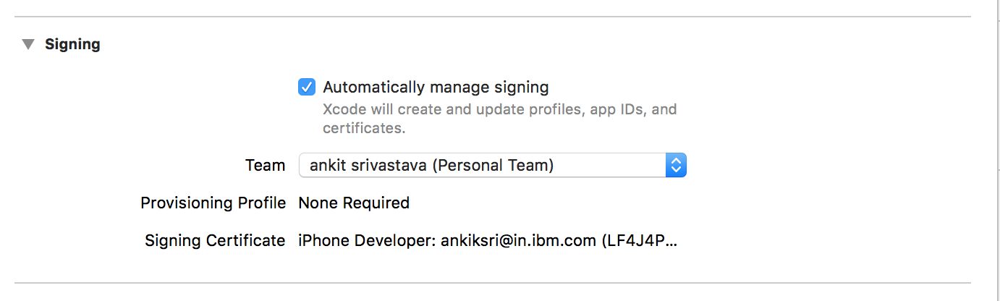 Signing
Automatically manage signing
Xcode will create and update profiles, app IDs, and
certificates.
Team ankit srivastava (Personal Team)
Provisioning Profile None Required
Signing Certificate iPhone Developer: ankiksri@in.ibm.com (LF4J4P...